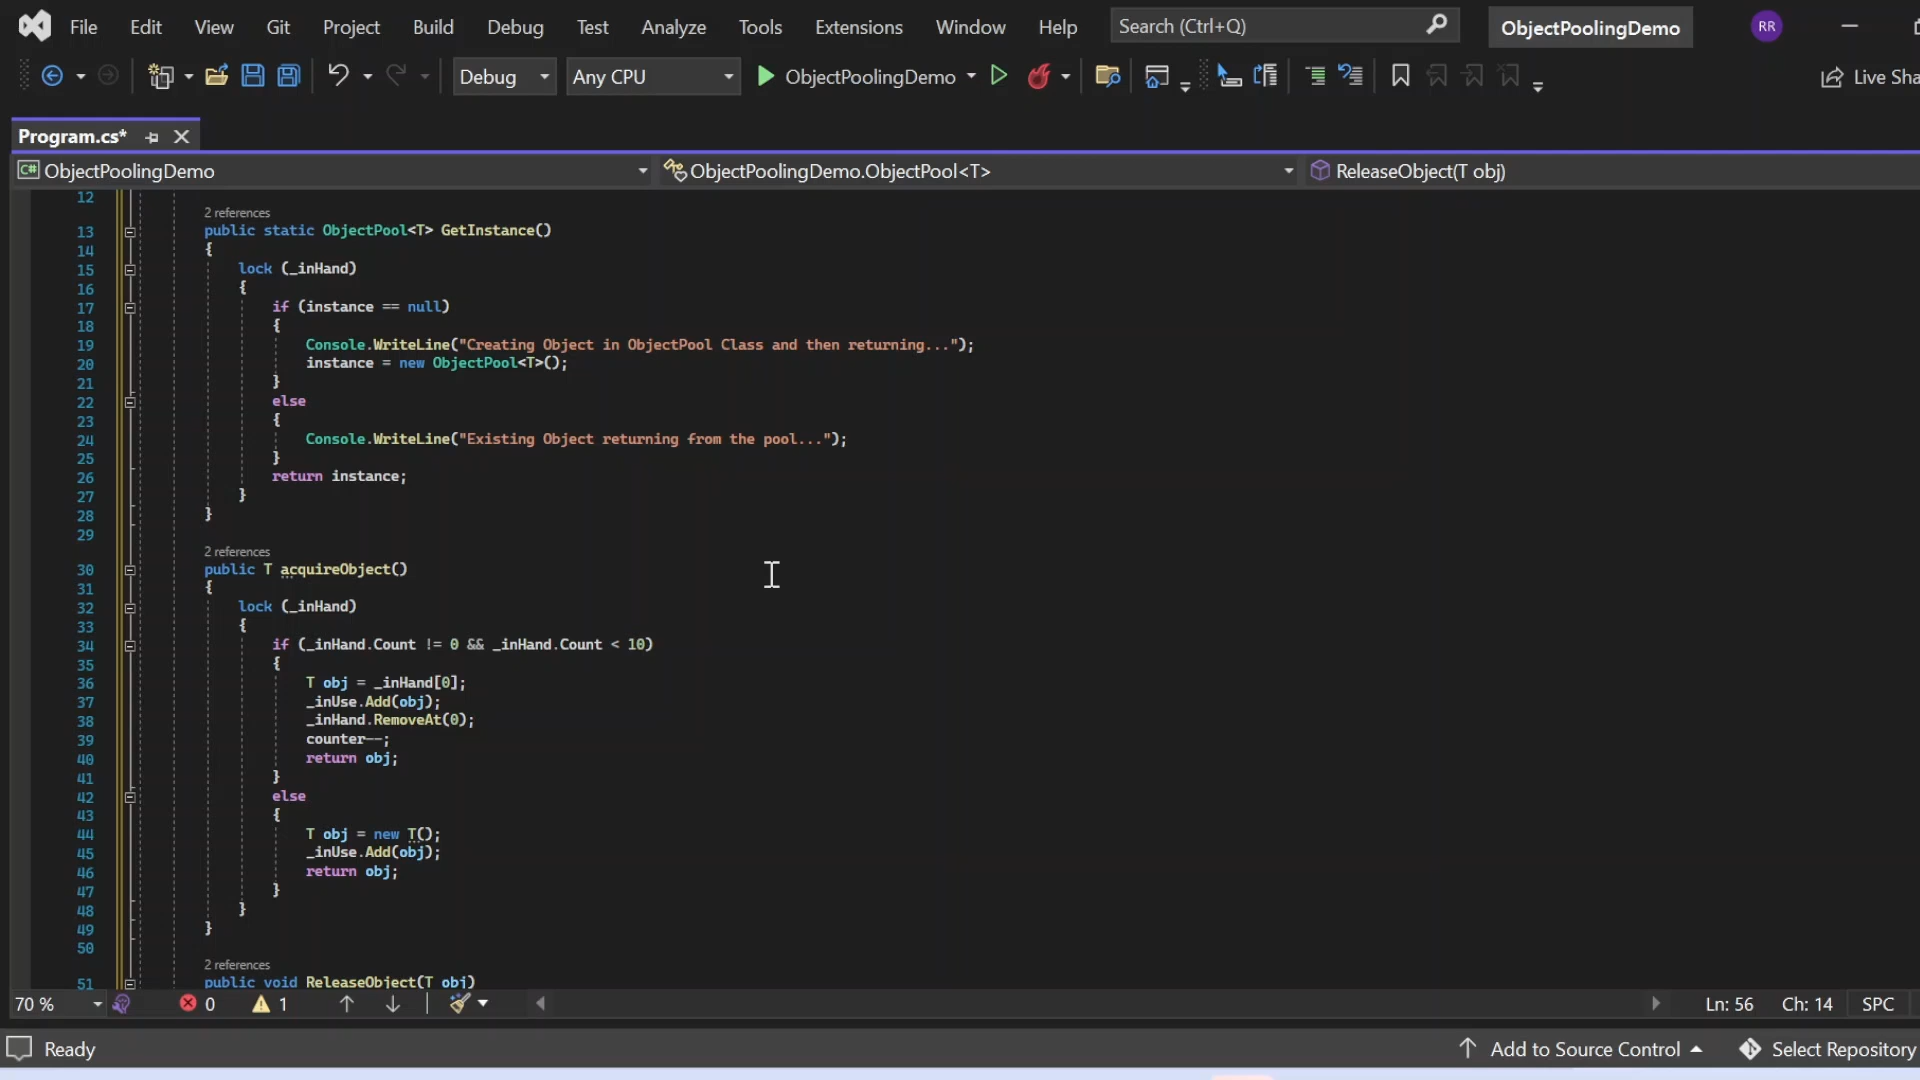 File Edit View Git Project Build Debug Test Analyze Tools Extensions Window Help Search (Ctrl+Q) ObjectPoolingDemo RR
Debug Any CPU ObjectPoolingDemo Live Sha
Program.cs*
C# ObjectPoolingDemo ObjectPoolingDemo.ObjectPool<T> ReleaseObject(T obj)
12
2 references
13 public static ObjectPool<T> GetInstance()
14 {
15 lock (_inHand)
16 {
17 if (instance == null)
18 {
19 Console.WriteLine("Creating Object in ObjectPool Class and then returning...");
20 instance = new ObjectPool<T>();
21 }
22 else
23 {
24 Console.WriteLine("Existing Object returning from the pool...");
25 }
26 return instance;
27 }
28 }
29
2 references
30 public T acquireObject()
31 {
32 lock (_inHand)
33 {
34 if (_inHand.Count != 0 && _inHand.Count < 10)
35 {
36 T obj = _inHand[0];
37 _inUse.Add(obj);
38 _inHand.RemoveAt(0);
39 counter--;
40 return obj;
41 }
42 else
43 {
44 T obj = new T();
45 _inUse.Add(obj);
46 return obj;
47 }
48 }
49 }
50
2 references
51 public void ReleaseObject(T obj)
70 % 0 1 Ln: 56 Ch: 14 SPC
Ready Add to Source Control Select Repository